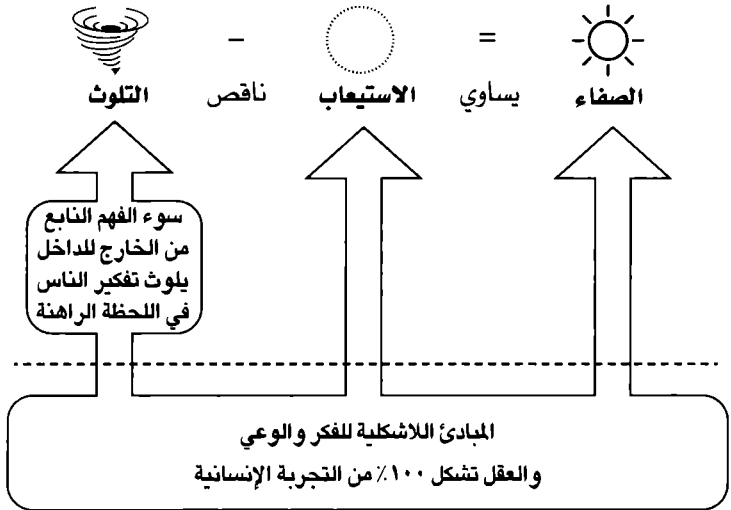 الصفاء = يساوي الاستيعاب − ناقص التلوث
سوء الفهم النابع
من الخارج للداخل
يلوث تفكير الناس
في اللحظة الراهنة
المبادئ اللاشكلية للفكر والوعي
والعقل تشكل ١٠٠٪ من التجربة الإنسانية